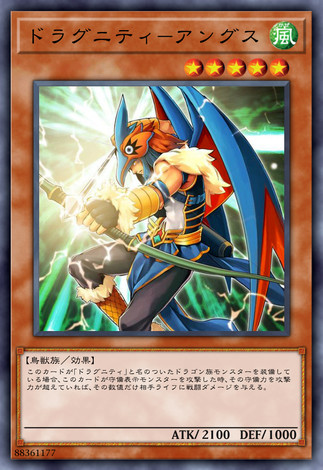 ドラグニティ−アングス
風
【鳥獣族／効果】
このカードが「ドラグニティ」と名のついたドラゴン族モンスターを装備して
いる場合、このカードが守備表示モンスターを攻撃した時、その守備力を攻撃力
が超えていれば、その数値だけ相手ライフに戦闘ダメージを与える。
ATK/ 2100 DEF/1000
88361177